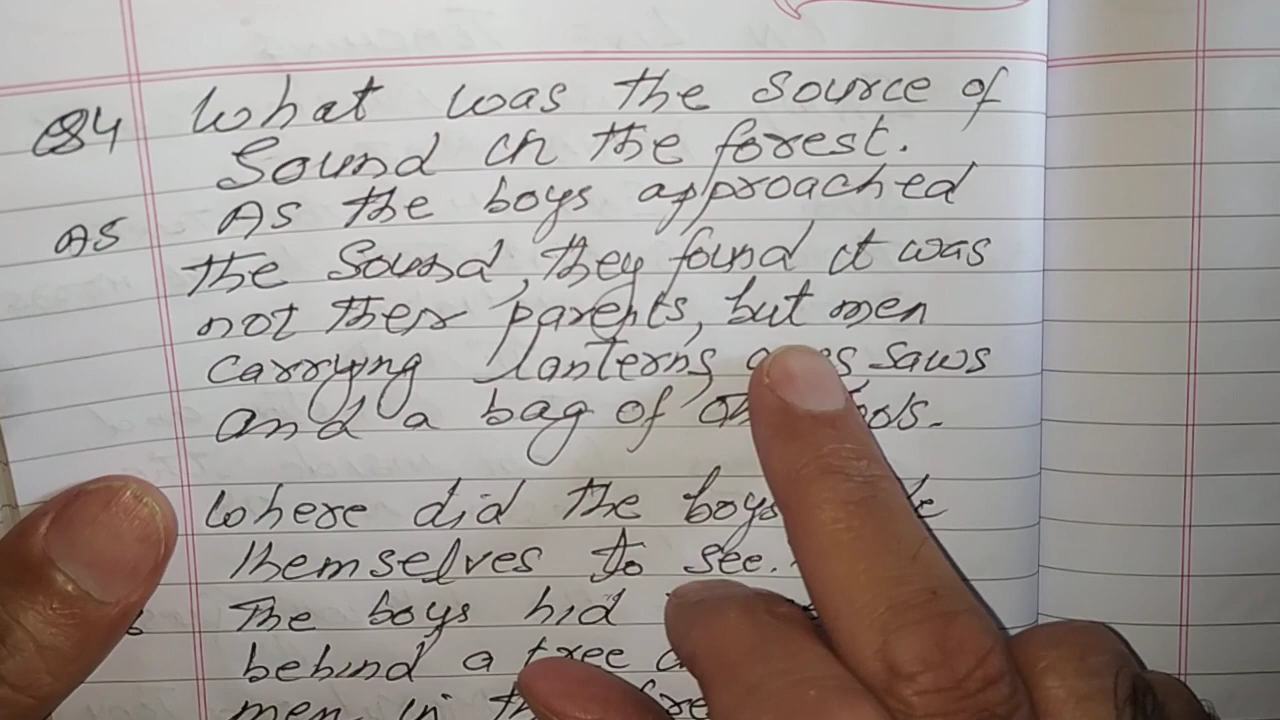 Q4 What was the source of
Sound in the forest.
A5 As the boys approached
the Sound, they found it was
not their parents, but men
carrying lanterns, saws
and a bag of
Where did the boys
themselves to see.
The boys hid
behind a tree
men in